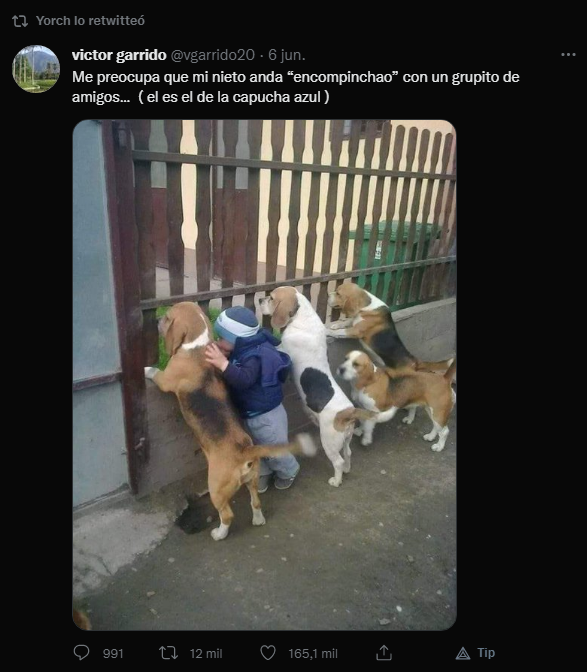 Yorch lo retwitteó
victor garrido @vgarrido20 · 6 jun.
Me preocupa que mi nieto anda “encompinchao” con un grupito de
amigos... ( el es el de la capucha azul )
991 12 mil 165,1 mil Tip